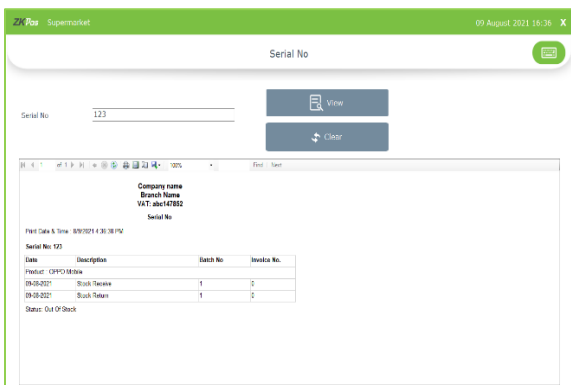 ZKPos Supermarket 09 August 2021 16:36 X
Serial No
Serial No 123
View
Clear
1 of 1 100% Find | Next
Company name
Branch Name
VAT: abc147852
Serial No
Print Date & Time : 8/9/2021 4:36:38 PM
Serial No: 123
Date Description Batch No Invoice No.
Product : OPPO Mobile
09-08-2021 Stock Receive 1 0
09-08-2021 Stock Return 1 0
Status: Out Of Stock